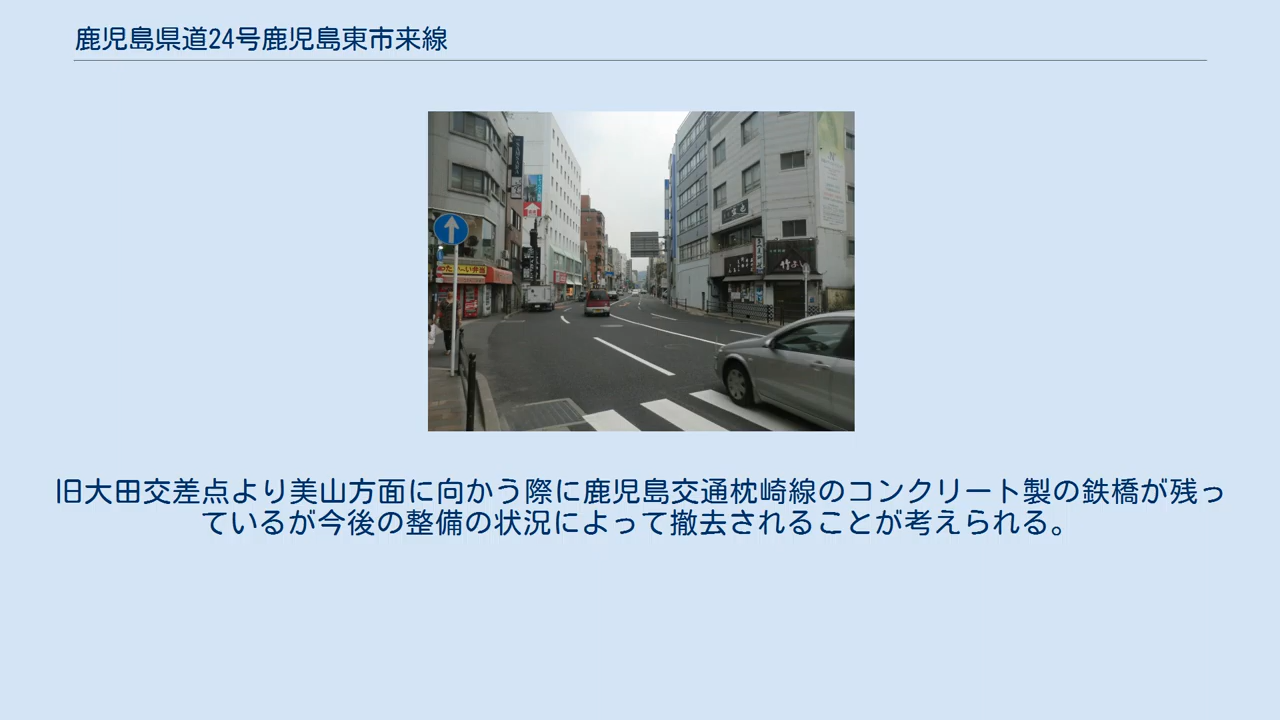 鹿児島県道24号鹿児島東市来線
旧大田交差点より美山方面に向かう際に鹿児島交通枕崎線のコンクリート製の鉄橋が残っ
ているが今後の整備の状況によって撤去されることが考えられる。